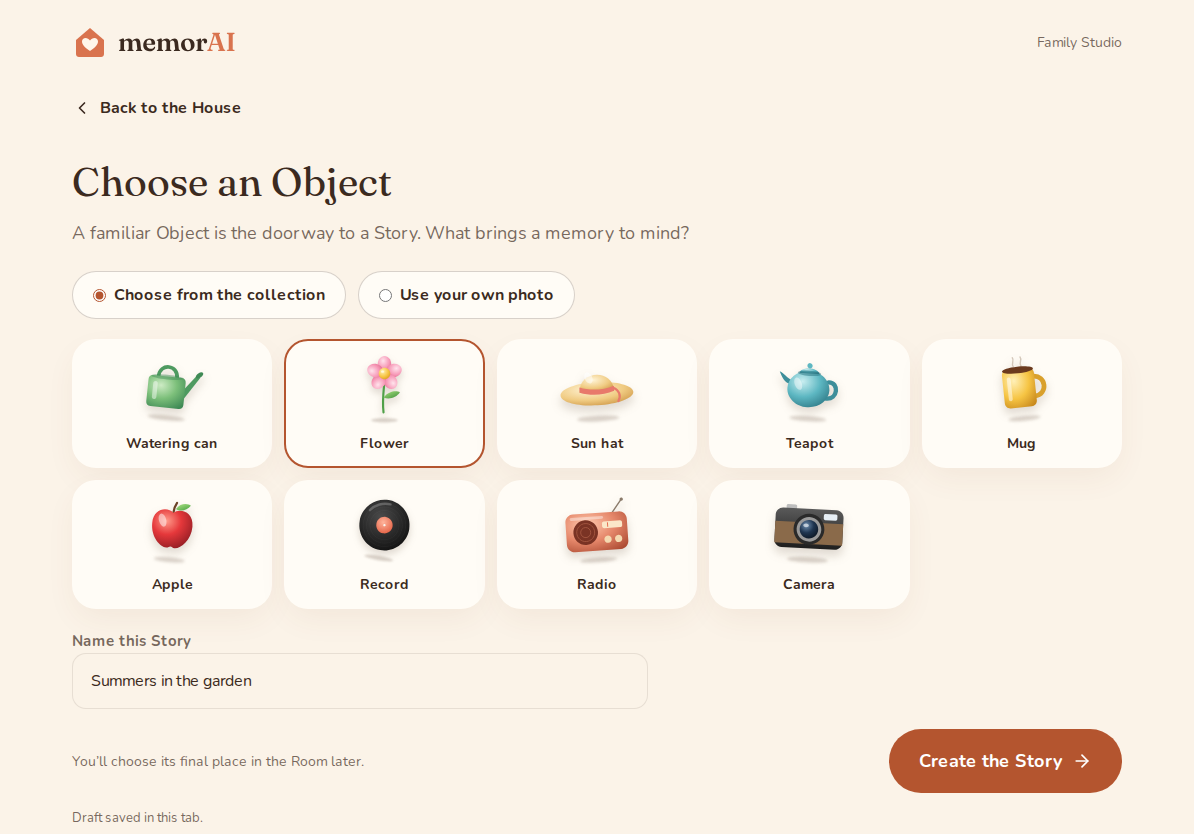 memorAI
Family Studio
Back to the House
Choose an Object
A familiar Object is the doorway to a Story. What brings a memory to mind?
Choose from the collection
Use your own photo
Watering can
Flower
Sun hat
Teapot
Mug
Apple
Record
Radio
Camera
Name this Story
Summers in the garden
You'll choose its final place in the Room later.
Create the Story
Draft saved in this tab.